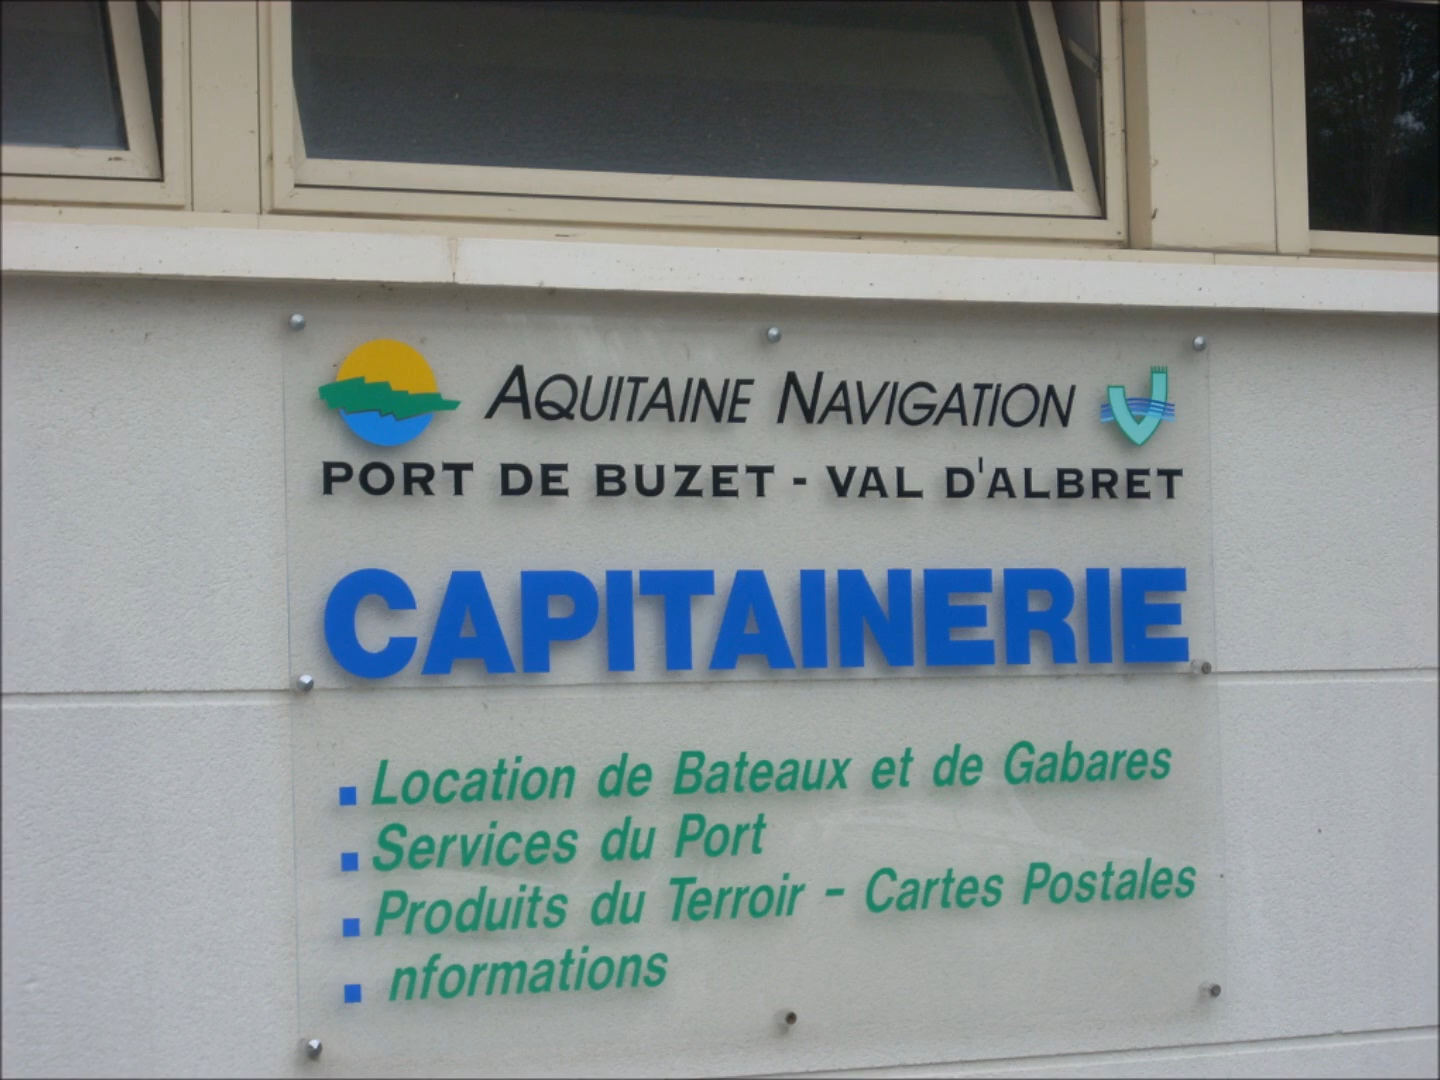 AQUITAINE NAVIGATION
PORT DE BUZET - VAL D'ALBRET
CAPITAINERIE
Location de Bateaux et de Gabares
Services du Port
Produits du Terroir - Cartes Postales
nformations